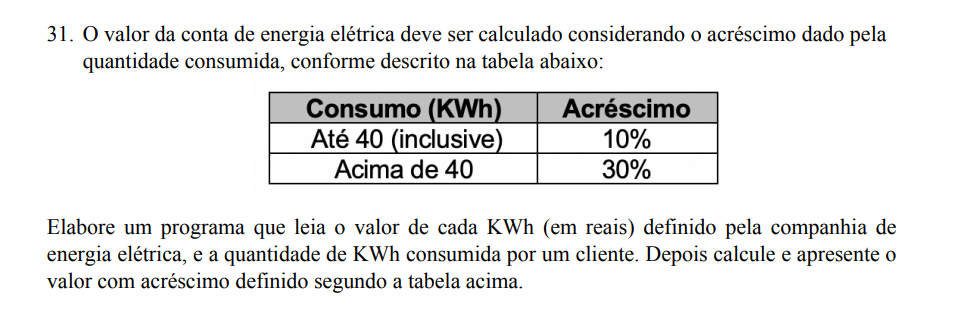 31. O valor da conta de energia elétrica deve ser calculado considerando o acréscimo dado pela
quantidade consumida, conforme descrito na tabela abaixo:
Consumo (KWh) Acréscimo
Até 40 (inclusive) 10%
Acima de 40 30%
Elabore um programa que leia o valor de cada KWh (em reais) definido pela companhia de
energia elétrica, e a quantidade de KWh consumida por um cliente. Depois calcule e apresente o
valor com acréscimo definido segundo a tabela acima.